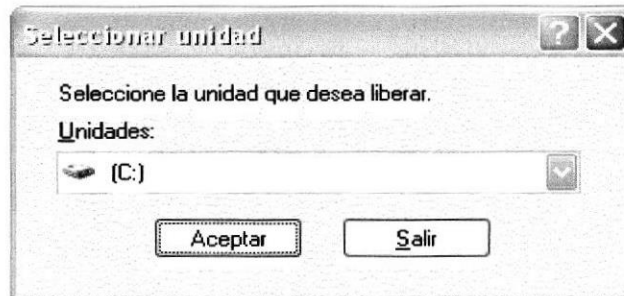 Seleccionar unidad
Seleccione la unidad que desea liberar.
Unidades:
(C:)
Aceptar
Salir